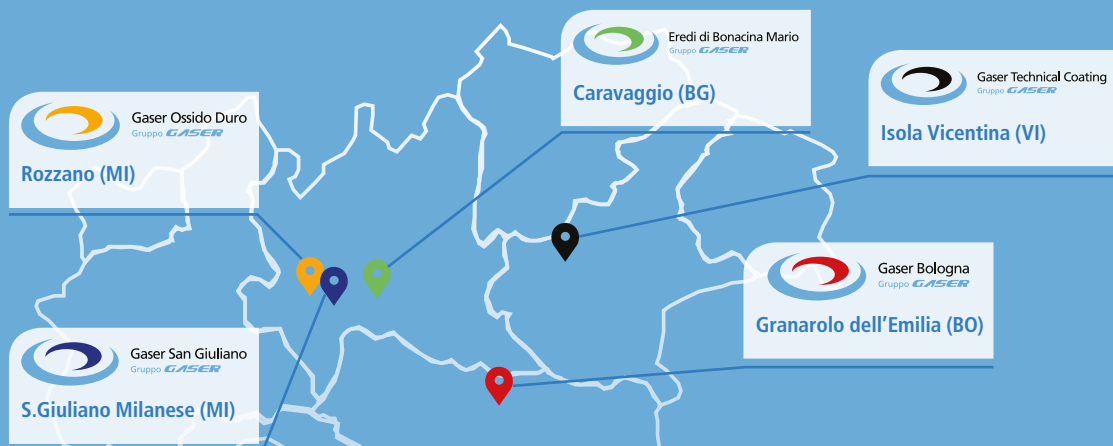 Eredi di Bonacina Mario
Gruppo GASER
Caravaggio (BG)
Gaser Technical Coating
Gruppo GASER
Isola Vicentina (VI)
Gaser Ossido Duro
Gruppo GASER
Rozzano (MI)
Gaser Bologna
Gruppo GASER
Granarolo dell’Emilia (BO)
Gaser San Giuliano
Gruppo GASER
S.Giuliano Milanese (MI)